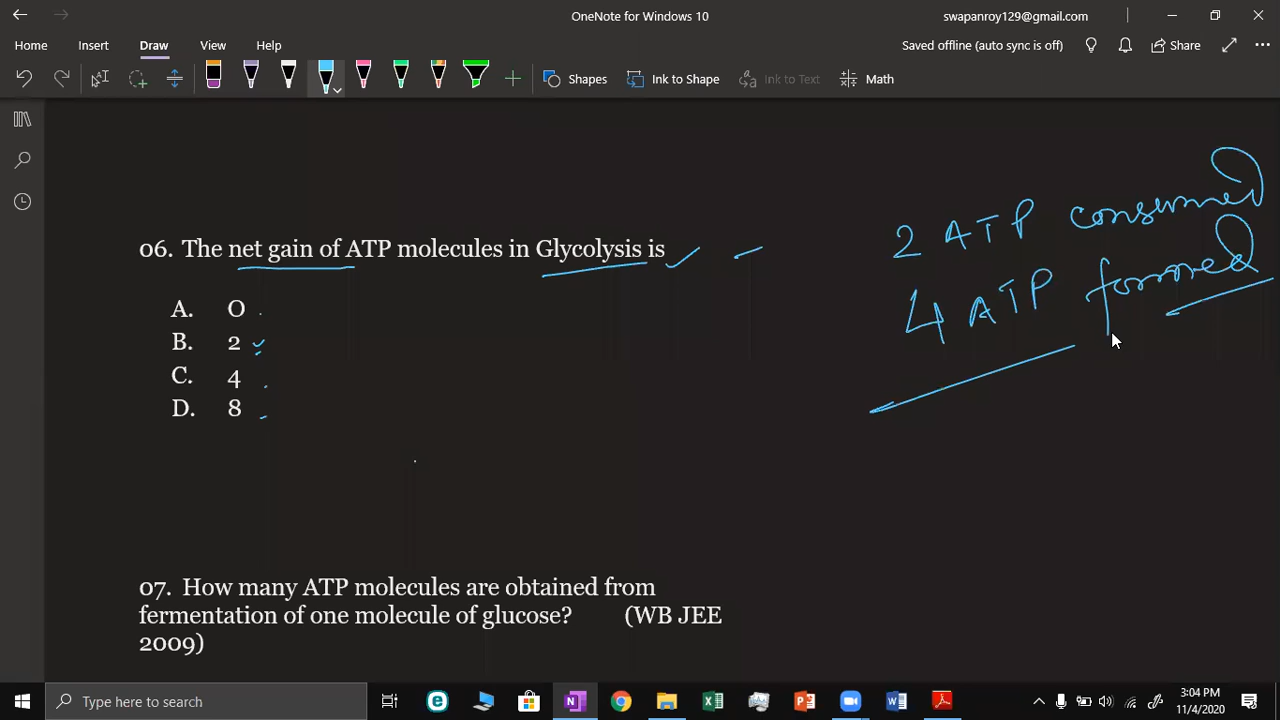 OneNote for Windows 10
swapanroy129@gmail.com
Home Insert Draw View Help
Saved offline (auto sync is off)
Share
Shapes
Ink to Shape
Ink to Text
Math
06. The net gain of ATP molecules in Glycolysis is
A. O
B. 2
C. 4
D. 8
2 ATP consumed
4 ATP formed
07. How many ATP molecules are obtained from
fermentation of one molecule of glucose? (WB JEE
2009)
Type here to search
3:04 PM
11/4/2020